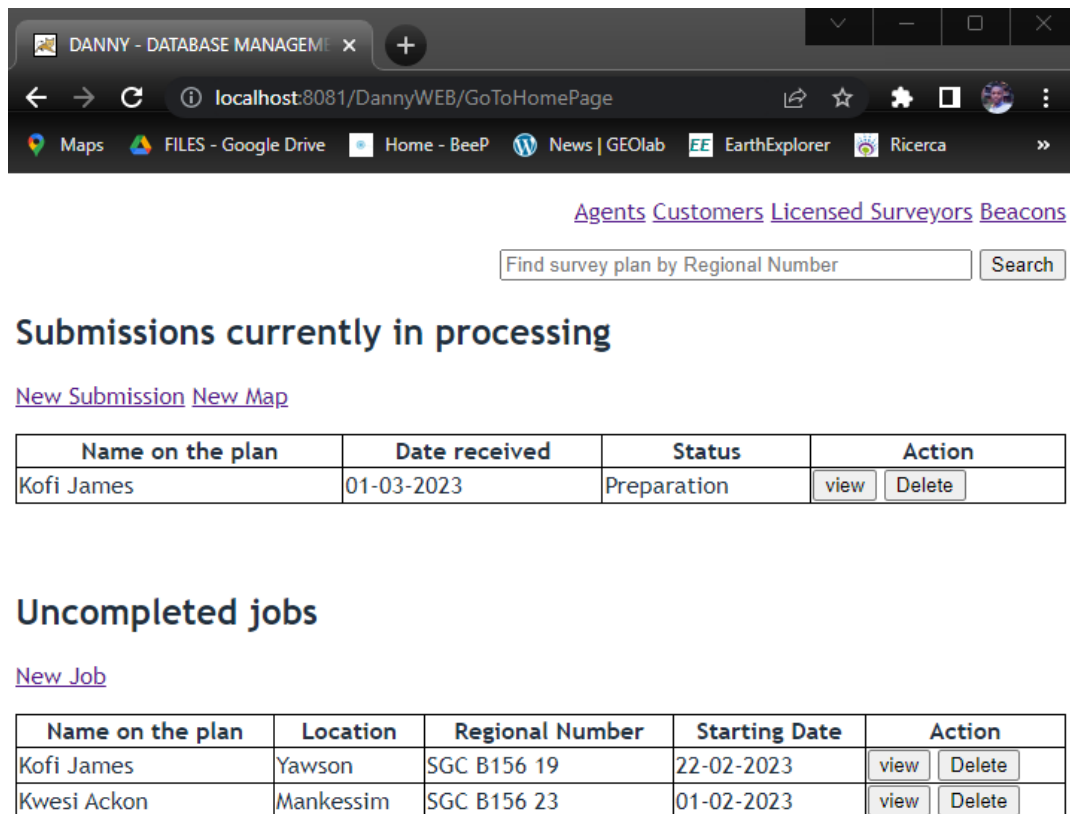 DANNY - DATABASE MANAGEME
localhost:8081/DannyWEB/GoToHomePage
Maps FILES - Google Drive Home - BeeP News | GEOlab EE EarthExplorer Ricerca »
Agents Customers Licensed Surveyors Beacons
Find survey plan by Regional Number Search
Submissions currently in processing
New Submission New Map
Name on the plan Date received Status Action
Kofi James 01-03-2023 Preparation view Delete
Uncompleted jobs
New Job
Name on the plan Location Regional Number Starting Date Action
Kofi James Yawson SGC B156 19 22-02-2023 view Delete
Kwesi Ackon Mankessim SGC B156 23 01-02-2023 view Delete